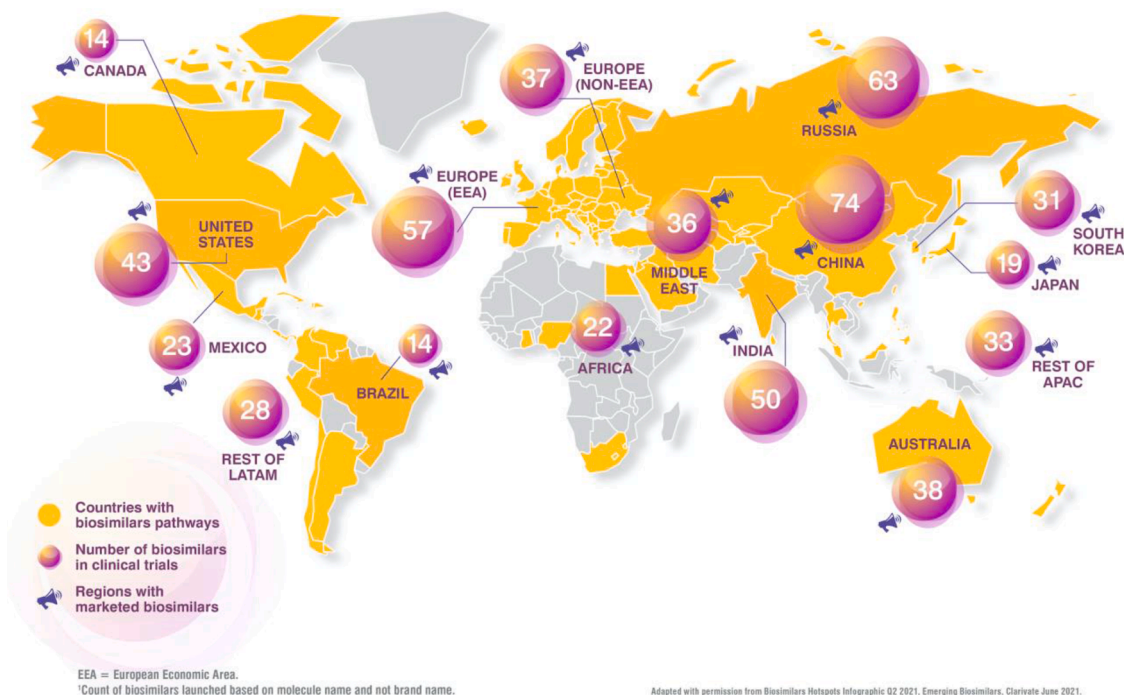 14
CANADA
37
EUROPE
(NON-EEA)
63
RUSSIA
EUROPE
(EEA)
57
UNITED
STATES
43
36
MIDDLE
EAST
74
CHINA
31
SOUTH
KOREA
19
JAPAN
23
MEXICO
14
BRAZIL
22
AFRICA
INDIA
50
33
REST OF
APAC
28
REST OF
LATAM
AUSTRALIA
38
Countries with
biosimilars pathways
Number of biosimilars
in clinical trials
Regions with
marketed biosimilars
EEA = European Economic Area.
¹Count of biosimilars launched based on molecule name and not brand name.
Adapted with permission from Biosimilars Hotspots Infographic Q2 2021, Emerging Biosimilars, Clarivate June 2021.